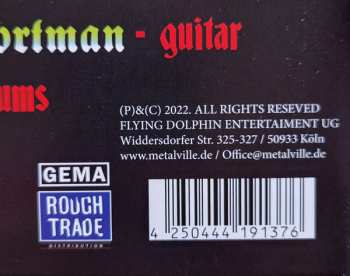 ortman - guitar
ums
(P)&(C) 2022. ALL RIGHTS RESEVED
FLYING DOLPHIN ENTERTAIMENT UG
Widdersdorfer Str. 325-327 / 50933 Köln
www.metalville.de / Office@metalville.de
GEMA
ROUGH
TRADE
DISTRIBUTION
4 250444 191376